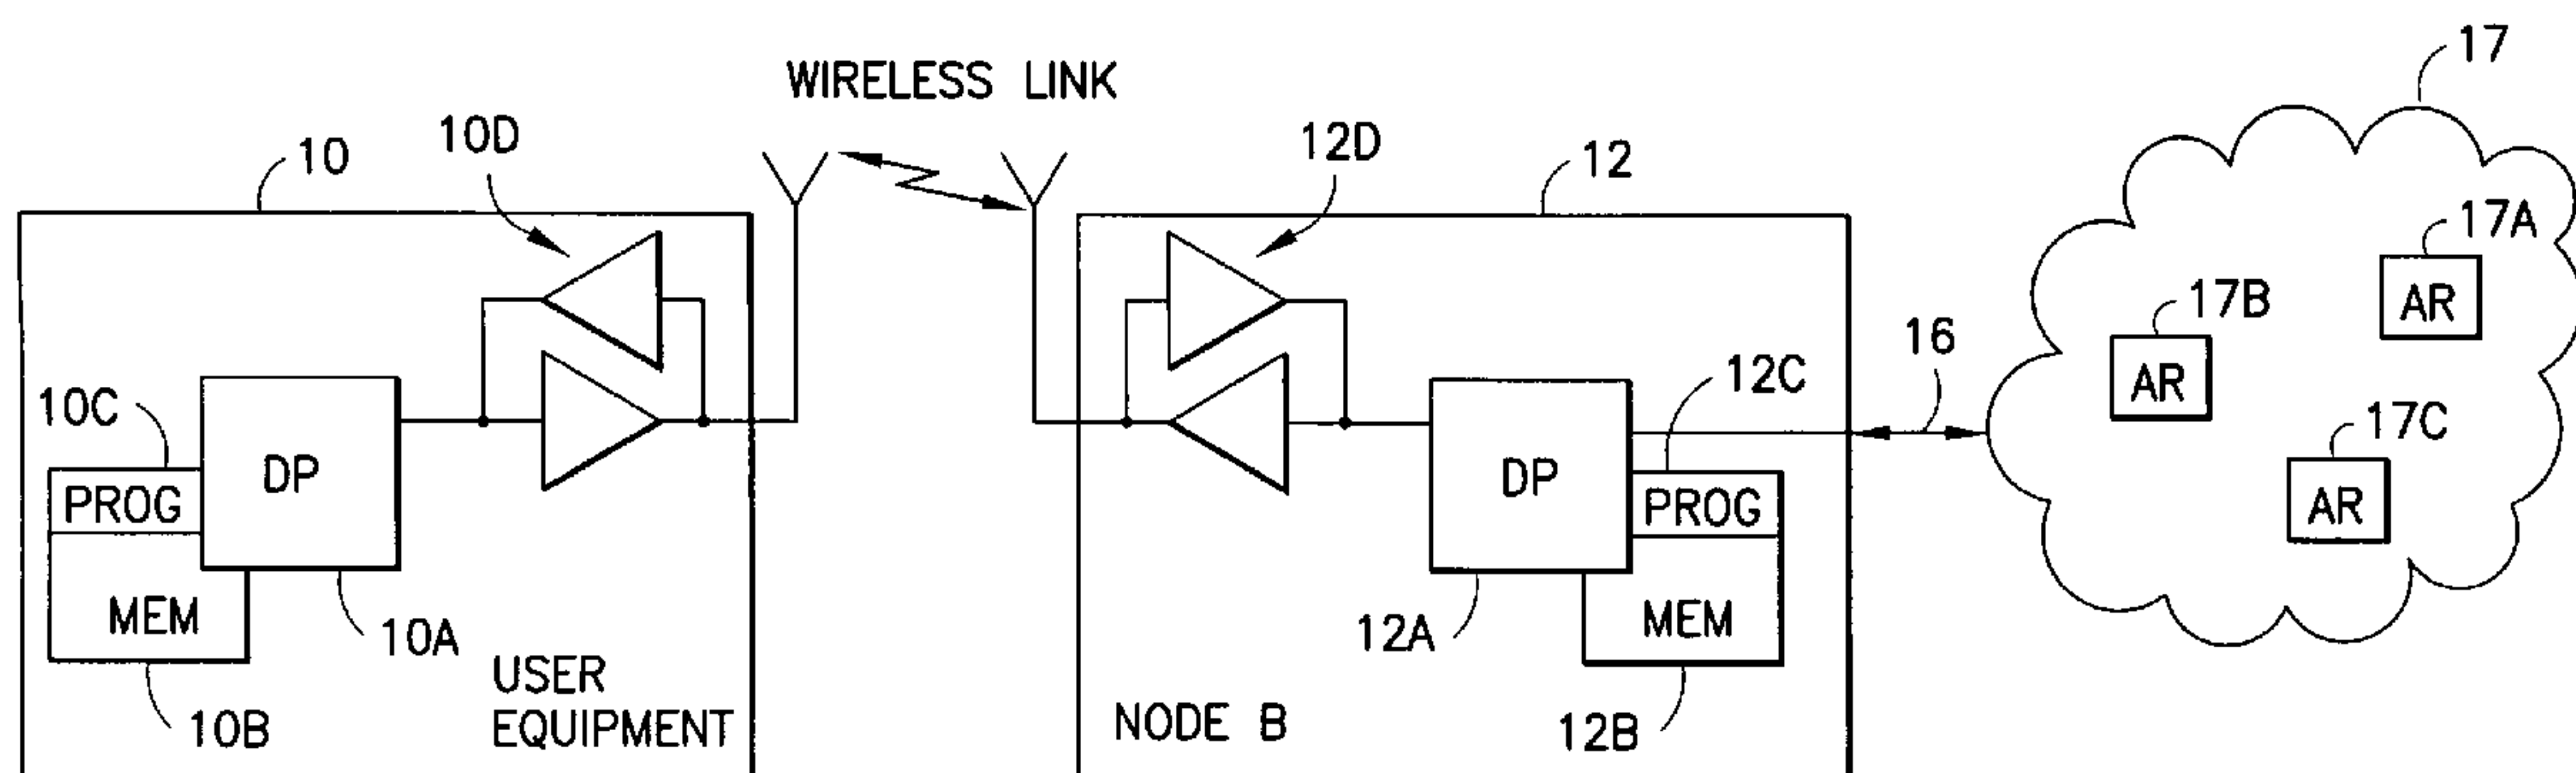 WIRELESS LINK
17
10
10D
12D
12
17A
17B
AR
16
AR
10C
12C
17C
DP
DP
PROG
PROG
AR
MEM
10A
12A
MEM
USER
EQUIPMENT
10B
NODE B
12B